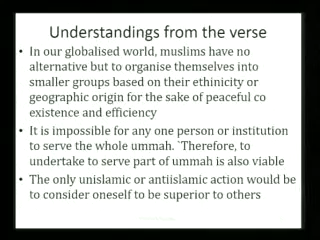 Understandings from the verse
• In our globalised world, muslims have no
alternative but to organise themselves into
smaller groups based on their ethinicity or
geographic origin for the sake of peaceful co
existence and efficiency
• It is impossible for any one person or institution
to serve the whole ummah. `Therefore, to
undertake to serve part of ummah is also viable
• The only unislamic or antiislamic action would be
to consider oneself to be superior to others